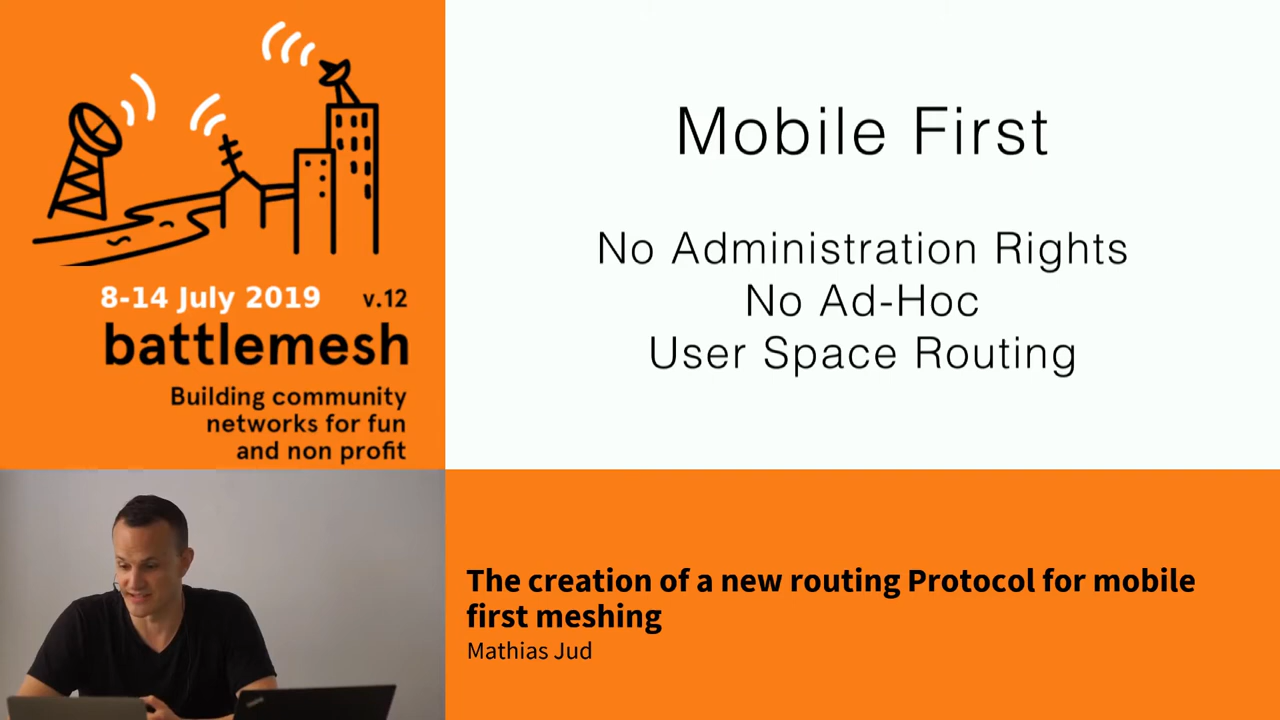 Mobile First
No Administration Rights
No Ad-Hoc
User Space Routing
8-14 July 2019 v.12
battlemesh
Building community
networks for fun
and non profit
The creation of a new routing Protocol for mobile
first meshing
Mathias Jud